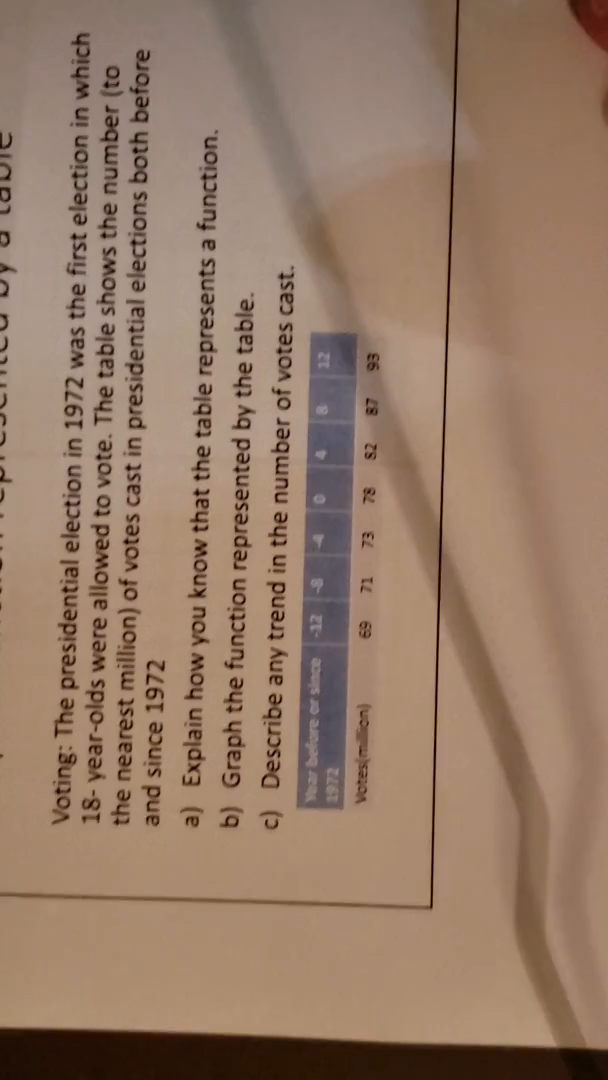 Voting: The presidential election in 1972 was the first election in which
18- year-olds were allowed to vote. The table shows the number (to
the nearest million) of votes cast in presidential elections both before
and since 1972
a) Explain how you know that the table represents a function.
b) Graph the function represented by the table.
c) Describe any trend in the number of votes cast.
Year before or since -12 -8 -4 0 4 8 12
1972
Votes(million) 69 71 73 78 82 87 93